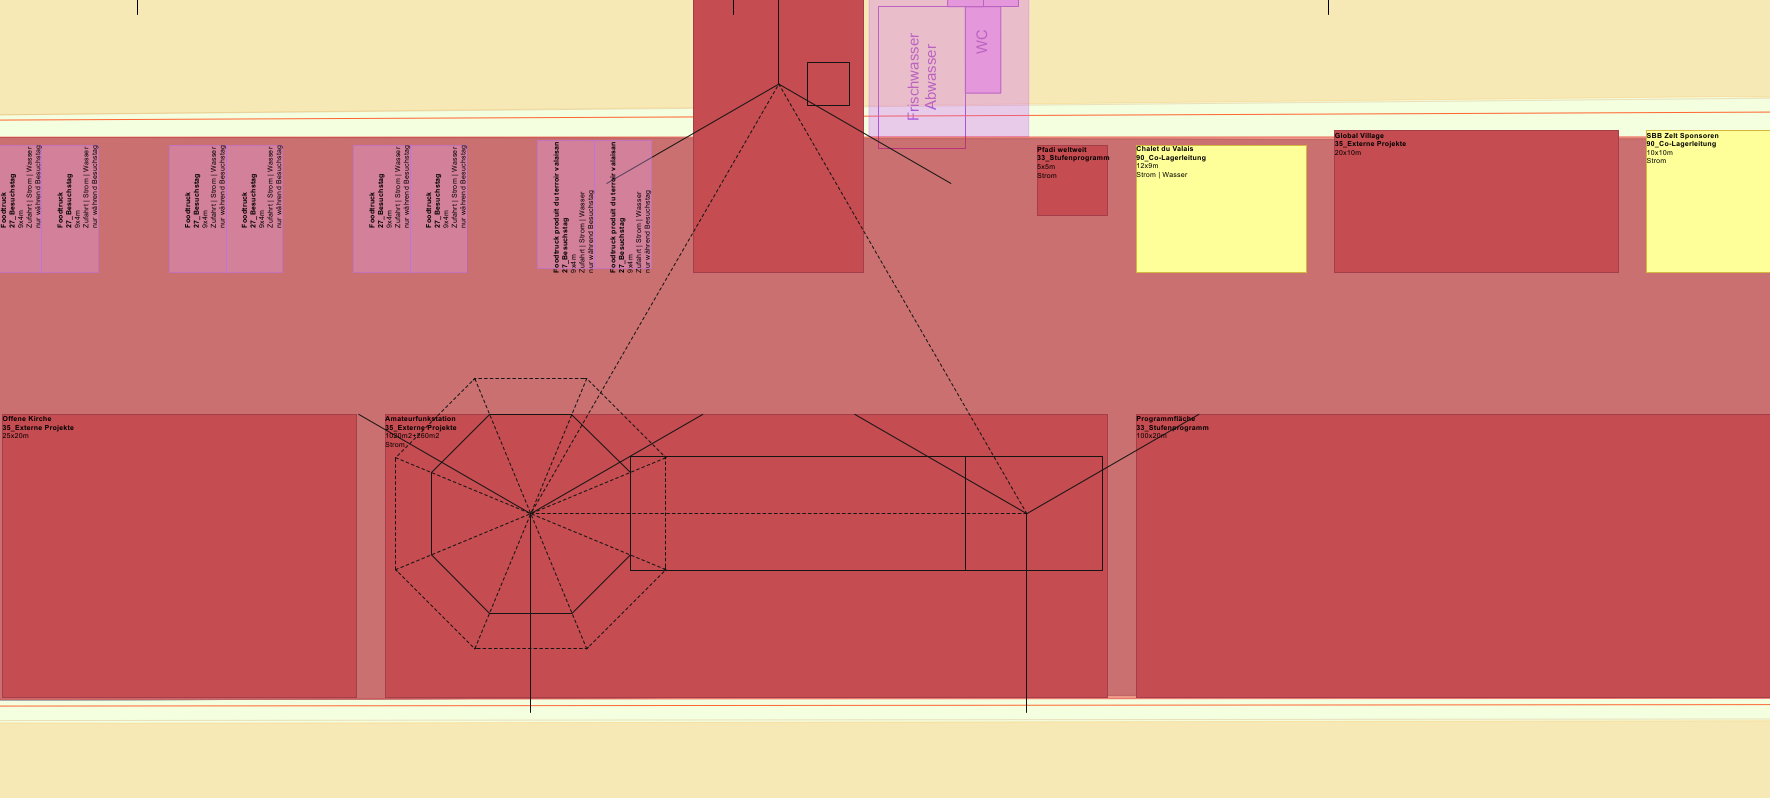 Frischwasser
Abwasser
WC
Foodtruck
27_Besuchstag
9x4m
Zufahrt | Strom | Wasser
nur während Besuchstag
Foodtruck
27_Besuchstag
9x4m
Zufahrt | Strom | Wasser
nur während Besuchstag
Foodtruck
27_Besuchstag
9x4m
Zufahrt | Strom | Wasser
nur während Besuchstag
Foodtruck
27_Besuchstag
9x4m
Zufahrt | Strom | Wasser
nur während Besuchstag
Foodtruck
27_Besuchstag
9x4m
Zufahrt | Strom | Wasser
nur während Besuchstag
Foodtruck
27_Besuchstag
9x4m
Zufahrt | Strom | Wasser
nur während Besuchstag
Foodtruck produit du terroir valaisan
27_Besuchstag
9x4m
Zufahrt | Strom | Wasser
nur während Besuchstag
Foodtruck produit du terroir valaisan
27_Besuchstag
9x4m
Zufahrt | Strom | Wasser
nur während Besuchstag
Pfadi weltweit
33_Stufenprogramm
5x5m
Strom
Chalet du Valais
90_Co-Lagerleitung
12x9m
Strom | Wasser
Global Village
35_Externe Projekte
20x10m
SBB Zelt Sponsoren
90_Co-Lagerleitung
10x10m
Strom
Offene Kirche
35_Externe Projekte
25x20m
Amateurfunkstation
35_Externe Projekte
1020m2+260m2
Strom
Programmfläche
33_Stufenprogramm
100x20m